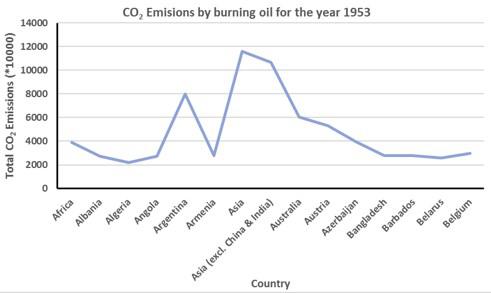 CO₂ Emisions by burning oil for the year 1953
Total CO₂ Emissions (*10000)
14000
12000
10000
8000
6000
4000
2000
0
Africa
Albania
Algeria
Angola
Argentina
Armenia
Asia
Asia (excl. China & India)
Australia
Austria
Azerbaijan
Bangladesh
Barbados
Belarus
Belgium
Country